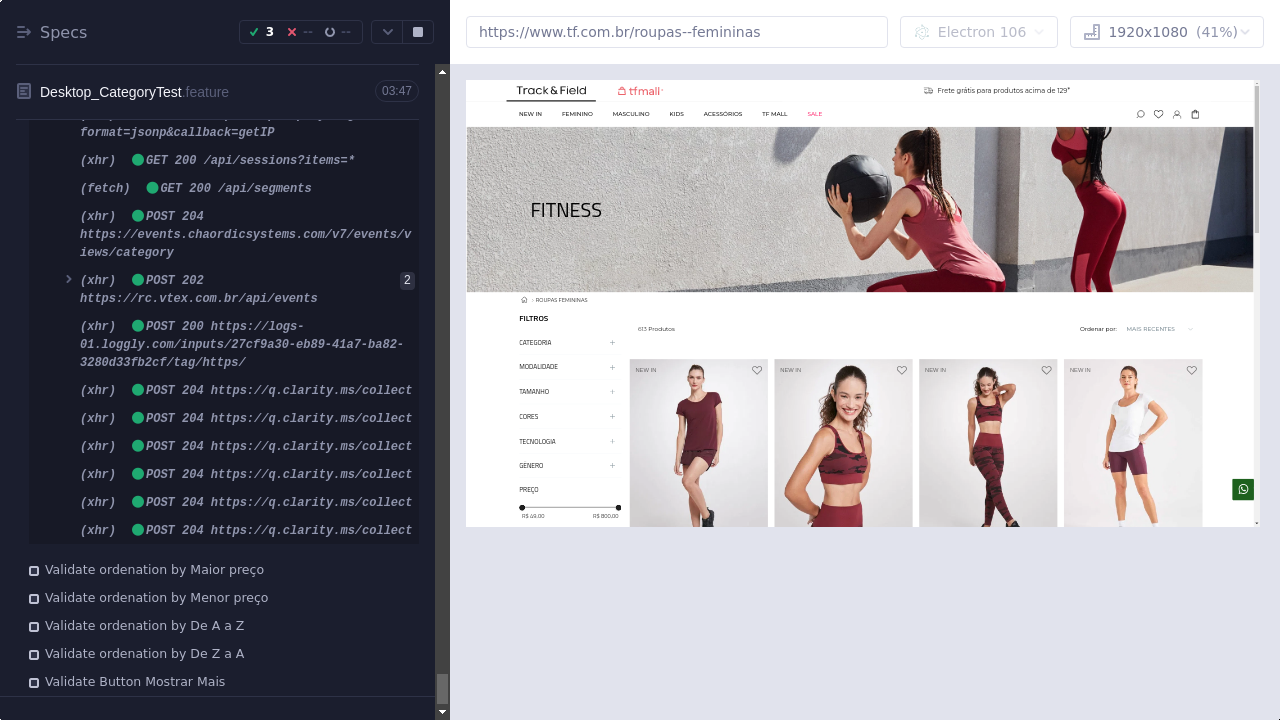 Specs
3
--
--
https://www.tf.com.br/roupas--femininas
Electron 106
1920x1080 (41%)
Desktop_CategoryTest.feature
03:47
format=jsonp&callback=getIP
(xhr) GET 200 /api/sessions?items=*
(fetch) GET 200 /api/segments
(xhr) POST 204
https://events.chaordicsystems.com/v7/events/v
iews/category
(xhr) POST 202
https://rc.vtex.com.br/api/events
2
(xhr) POST 200 https://logs-
01.loggly.com/inputs/27cf9a30-eb89-41a7-ba82-
3280d33fb2cf/tag/https/
(xhr) POST 204 https://q.clarity.ms/collect
(xhr) POST 204 https://q.clarity.ms/collect
(xhr) POST 204 https://q.clarity.ms/collect
(xhr) POST 204 https://q.clarity.ms/collect
(xhr) POST 204 https://q.clarity.ms/collect
(xhr) POST 204 https://q.clarity.ms/collect
Validate ordenation by Maior preço
Validate ordenation by Menor preço
Validate ordenation by De A a Z
Validate ordenation by De Z a A
Validate Button Mostrar Mais
Track&Field
tfmall
Frete grátis para produtos acima de 129*
NEW IN
FEMININO
MASCULINO
KIDS
ACESSÓRIOS
TF MALL
SALE
FITNESS
ROUPAS FEMININAS
FILTROS
613 Produtos
Ordenar por: MAIS RECENTES
CATEGORIA +
MODALIDADE +
TAMANHO +
CORES +
TECNOLOGIA +
GÊNERO +
PREÇO
R$ 49,00
R$ 800,00
NEW IN
NEW IN
NEW IN
NEW IN